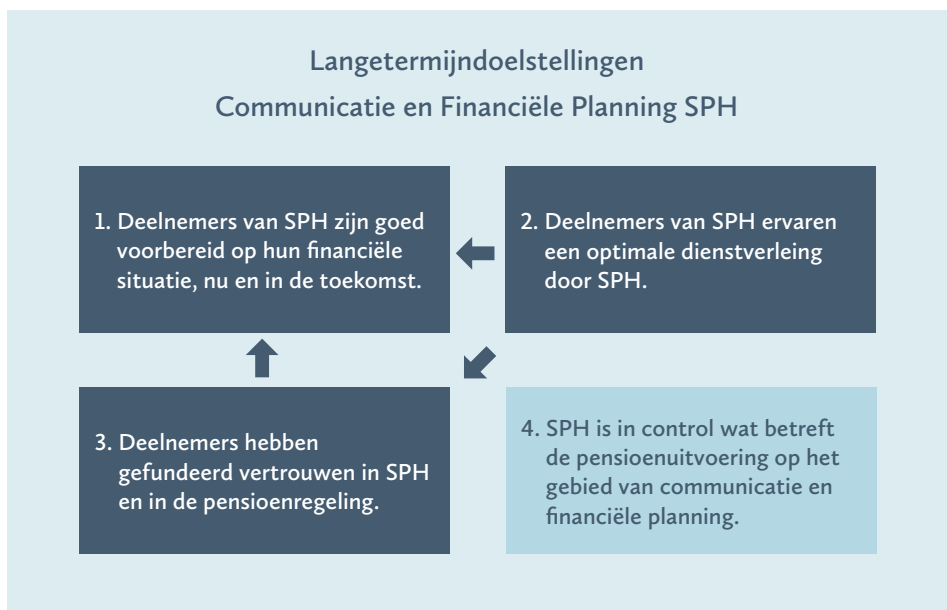 Langetermijndoelstellingen
Communicatie en Financiële Planning SPH
1. Deelnemers van SPH zijn goed
voorbereid op hun financiële
situatie, nu en in de toekomst.
2. Deelnemers van SPH ervaren
een optimale dienstverleing
door SPH.
3. Deelnemers hebben
gefundeerd vertrouwen in SPH
en in de pensioenregeling.
4. SPH is in control wat betreft
de pensioenuitvoering op het
gebied van communicatie en
financiële planning.